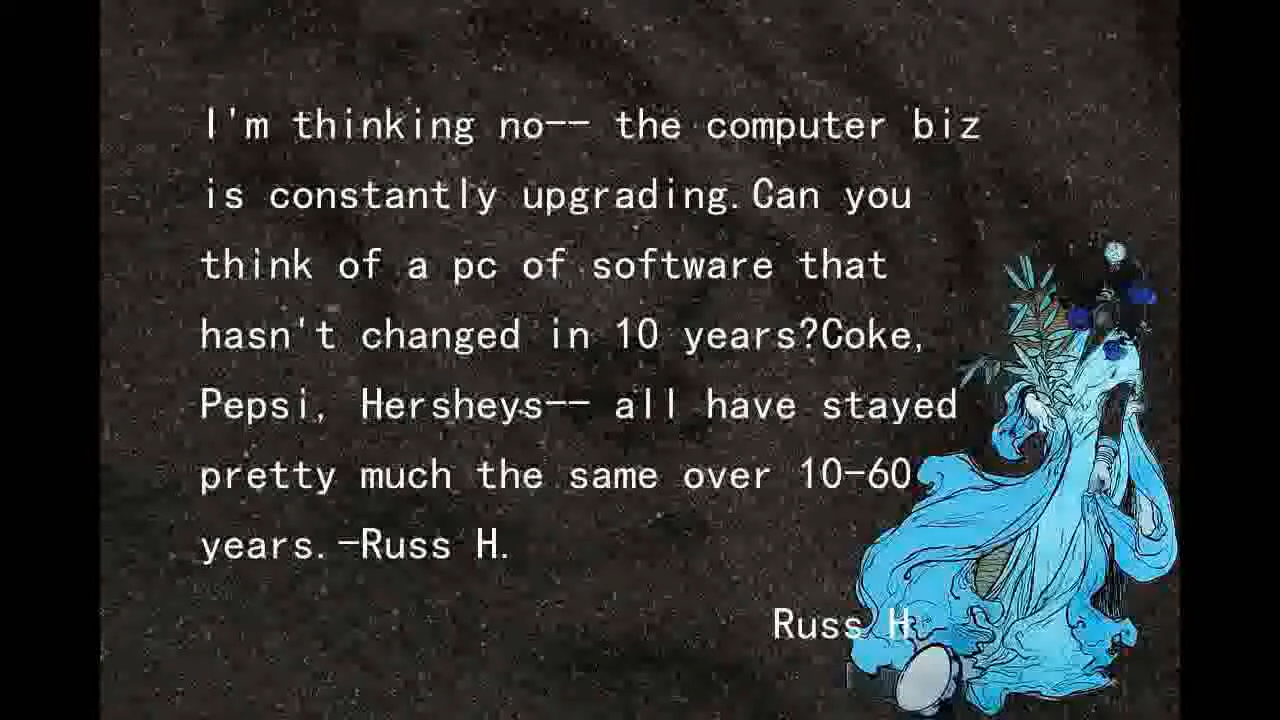 I'm thinking no-- the computer biz
is constantly upgrading.Can you
think of a pc of software that
hasn't changed in 10 years?Coke,
Pepsi, Hersheys-- all have stayed
pretty much the same over 10-60
years.-Russ H.
Russ H